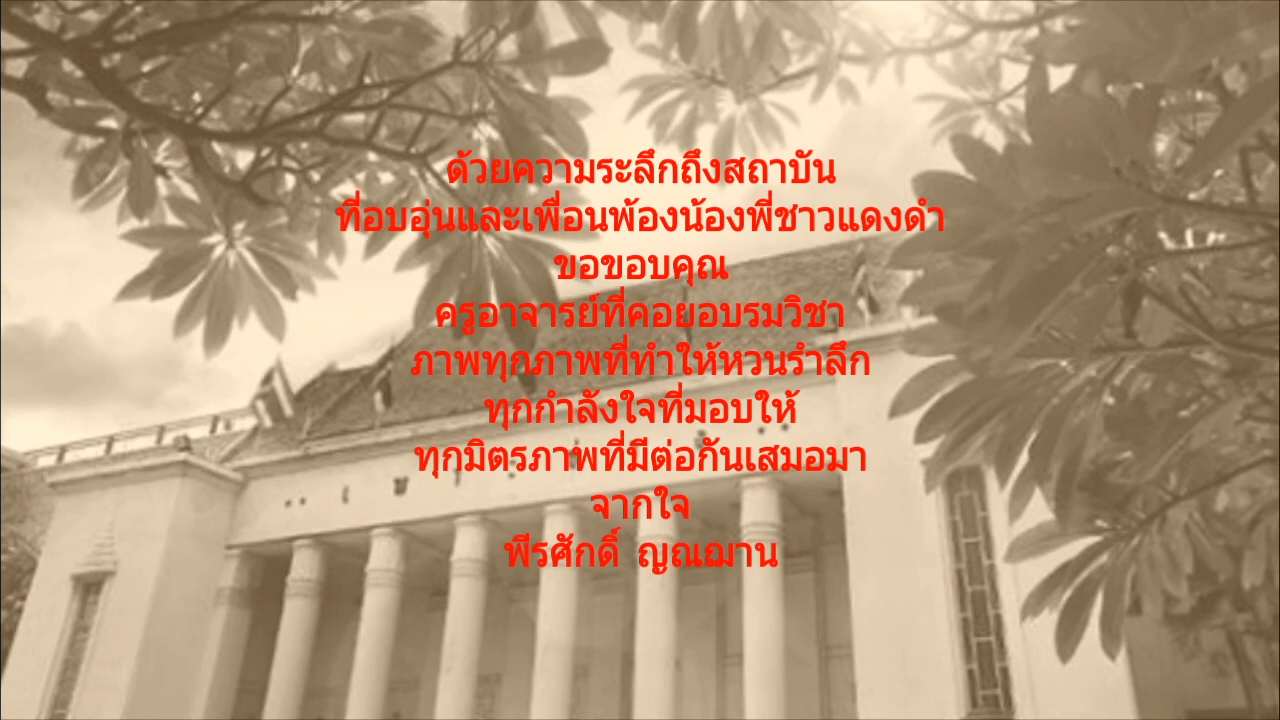 ด้วยความระลึกถึงสถาบัน
ที่อบอุ่นและเพื่อนพ้องน้องพี่ชาวแดงดำ
ขอขอบคุณ
ครูอาจารย์ที่คอยอบรมวิชา
ภาพทุกภาพที่ทำให้หวนรำลึก
ทุกกำลังใจที่มอบให้
ทุกมิตรภาพที่มีต่อกันเสมอมา
จากใจ
พีรศักดิ์ ญณฌาน